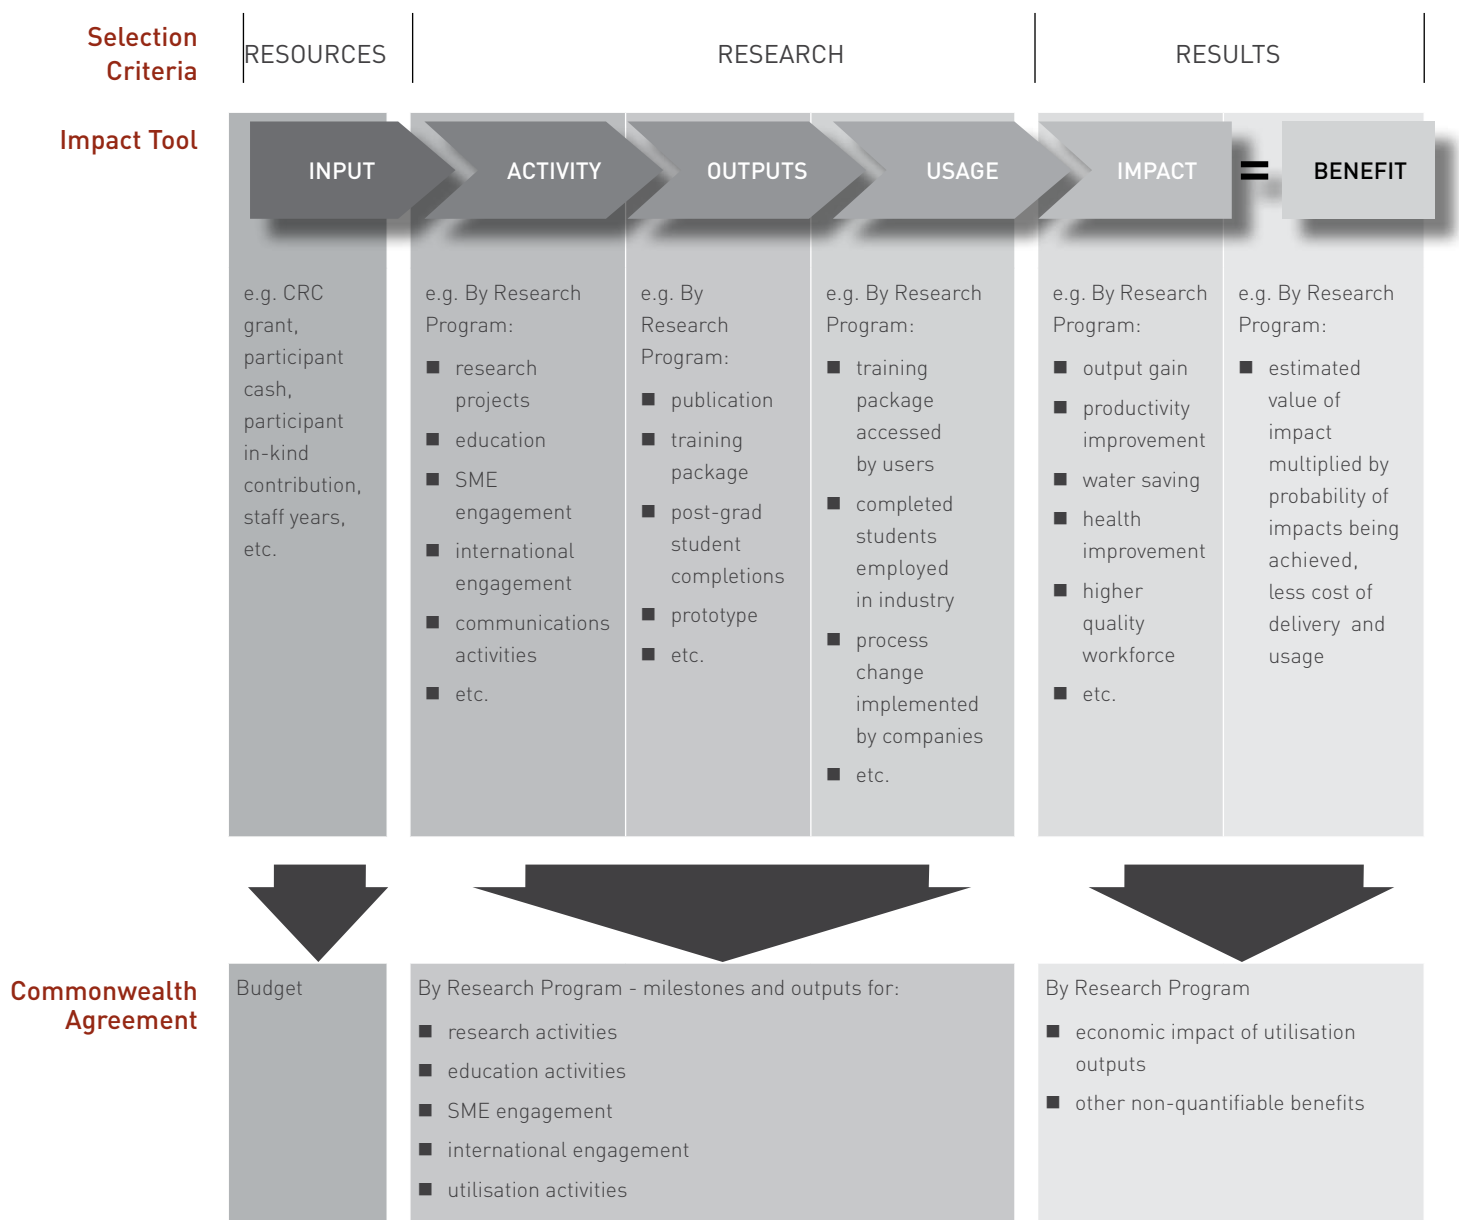 Selection
Criteria
RESOURCES
RESEARCH
RESULTS
Impact Tool
INPUT
ACTIVITY
OUTPUTS
USAGE
IMPACT
=
BENEFIT
e.g. CRC
grant,
participant
cash,
participant
in-kind
contribution,
staff years,
etc.
e.g. By Research
Program:
■ research
projects
■ education
■ SME
engagement
■ international
engagement
■ communications
activities
■ etc.
e.g. By
Research
Program:
■ publication
■ training
package
■ post-grad
student
completions
■ prototype
■ etc.
e.g. By Research
Program:
■ training
package
accessed
by users
■ completed
students
employed
in industry
■ process
change
implemented
by companies
■ etc.
e.g. By Research
Program:
■ output gain
■ productivity
improvement
■ water saving
■ health
improvement
■ higher
quality
workforce
■ etc.
e.g. By Research
Program:
■ estimated
value of
impact
multiplied by
probability of
impacts being
achieved,
less cost of
delivery and
usage
Commonwealth
Agreement
Budget
By Research Program - milestones and outputs for:
■ research activities
■ education activities
■ SME engagement
■ international engagement
■ utilisation activities
By Research Program
■ economic impact of utilisation
outputs
■ other non-quantifiable benefits